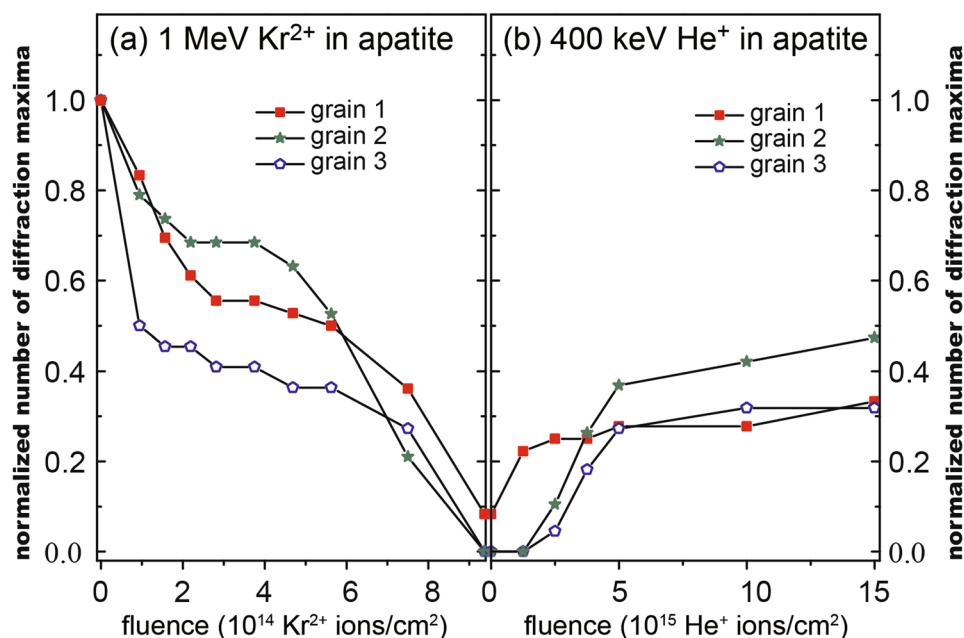 (a) 1 MeV Kr²⁺ in apatite
(b) 400 keV He⁺ in apatite
normalized number of diffraction maxima
1.0
0.8
0.6
0.4
0.2
0.0
grain 1
grain 2
grain 3
grain 1
grain 2
grain 3
1.0
0.8
0.6
0.4
0.2
0.0
normalized number of diffraction maxima
0 2 4 6 8
0 5 10 15
fluence (10¹⁴ Kr²⁺ ions/cm²)
fluence (10¹⁵ He⁺ ions/cm²)